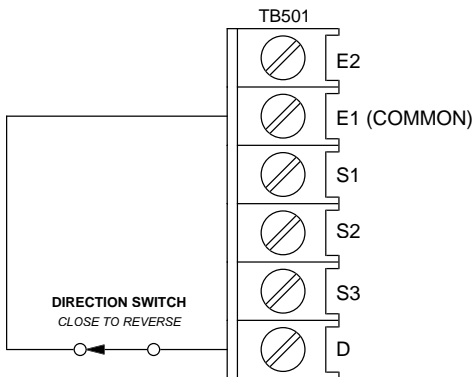 TB501
E2
E1 (COMMON)
S1
S2
S3
DIRECTION SWITCH
CLOSE TO REVERSE
D